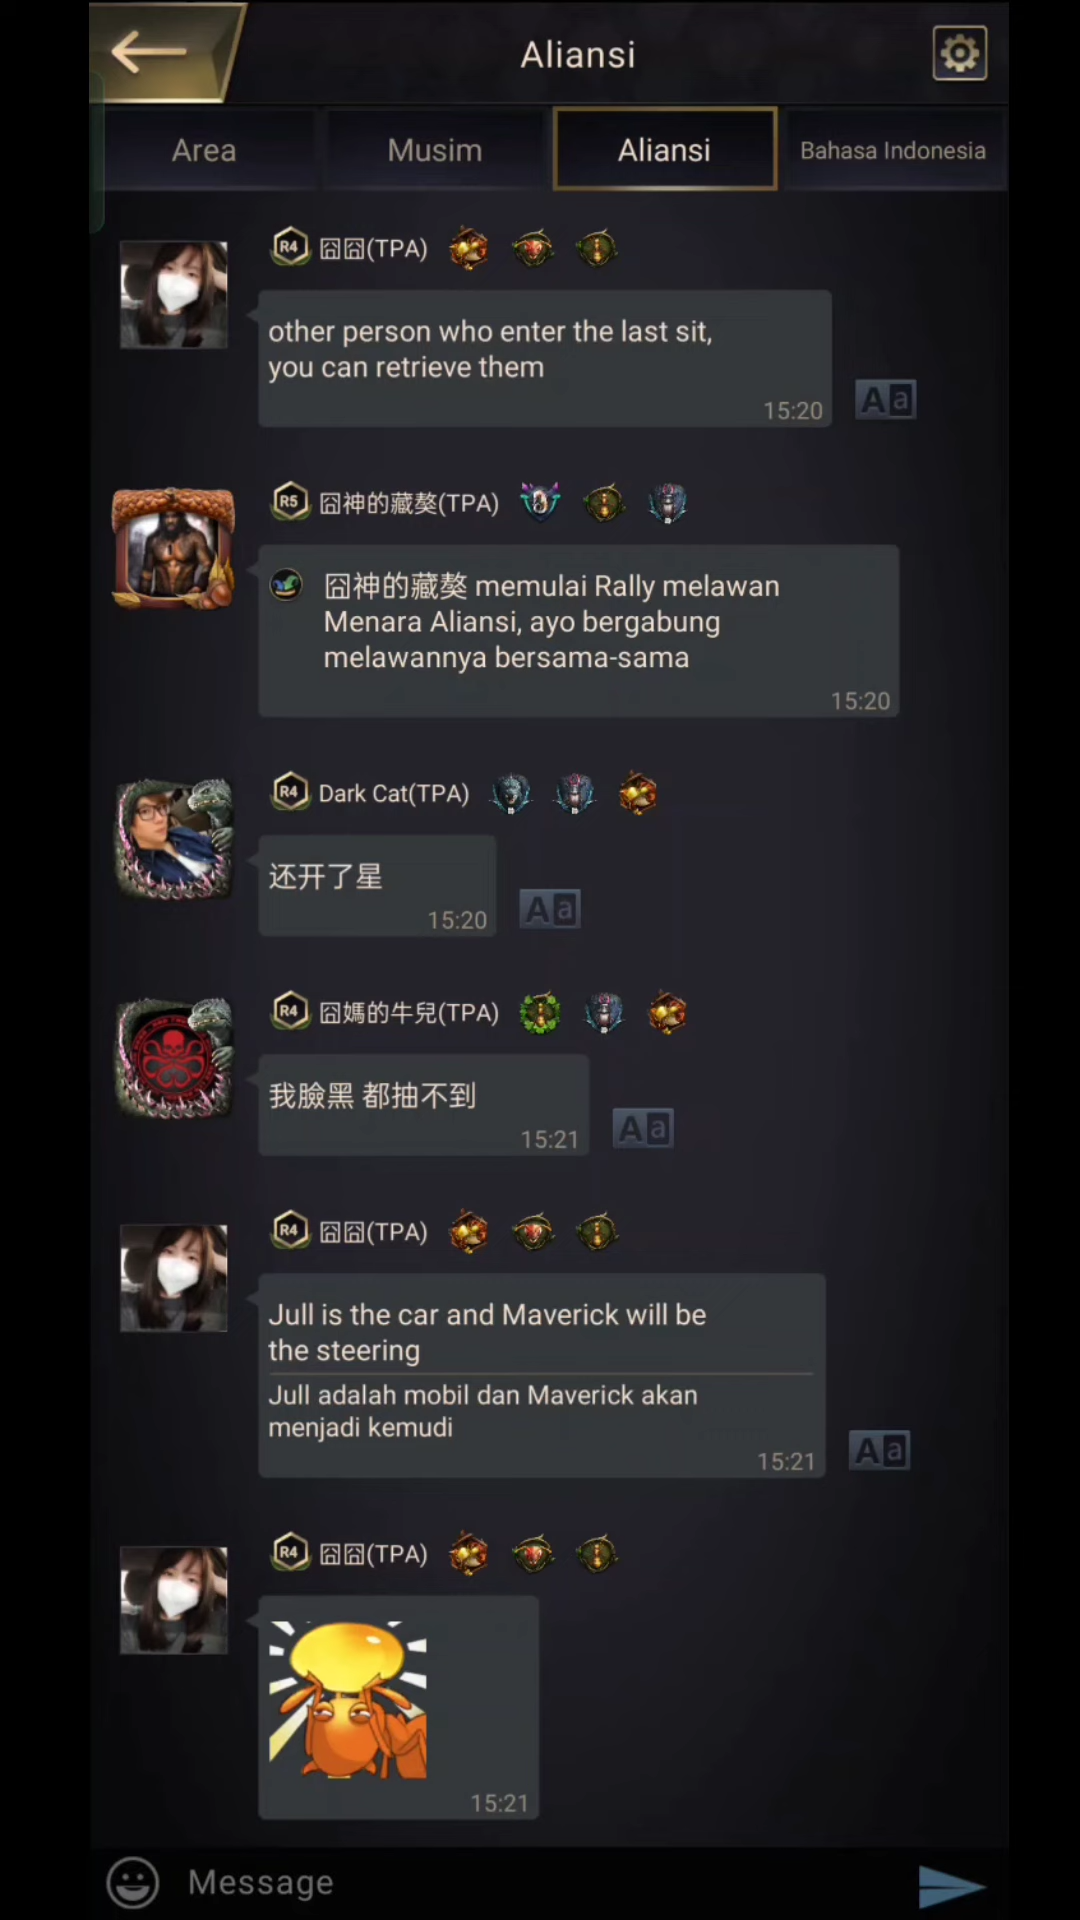 Aliansi
Area
Musim
Aliansi
Bahasa Indonesia
R4 囧囧(TPA)
other person who enter the last sit,
you can retrieve them
15:20
Aa
R5 囧神的藏獒(TPA)
囧神的藏獒 memulai Rally melawan
Menara Aliansi, ayo bergabung
melawannya bersama-sama
15:20
R4 Dark Cat(TPA)
还开了星
15:20
Aa
R4 囧媽的牛兒(TPA)
我臉黑 都抽不到
15:21
Aa
R4 囧囧(TPA)
Jull is the car and Maverick will be
the steering
Jull adalah mobil dan Maverick akan
menjadi kemudi
15:21
Aa
R4 囧囧(TPA)
15:21
Message